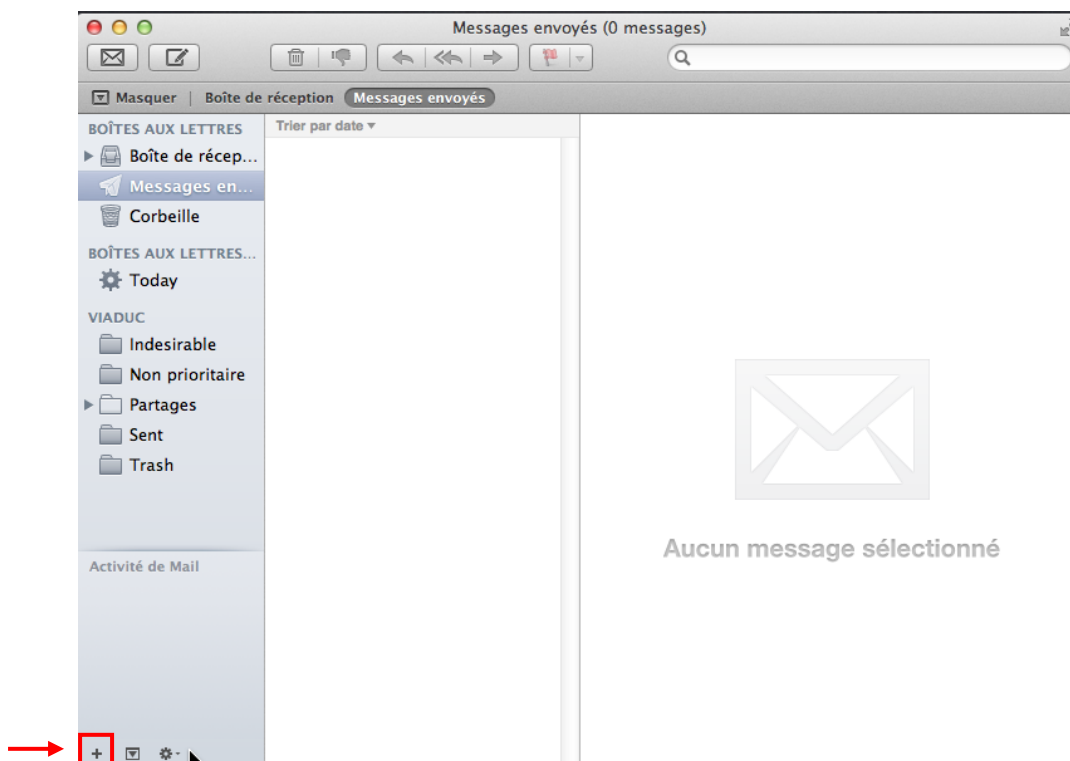 Messages envoyés (0 messages)
Masquer | Boîte de réception Messages envoyés
BOÎTES AUX LETTRES
Boîte de récep...
Messages en...
Corbeille
BOÎTES AUX LETTRES...
Today
VIADUC
Indesirable
Non prioritaire
Partages
Sent
Trash
Activité de Mail
Trier par date
Aucun message sélectionné